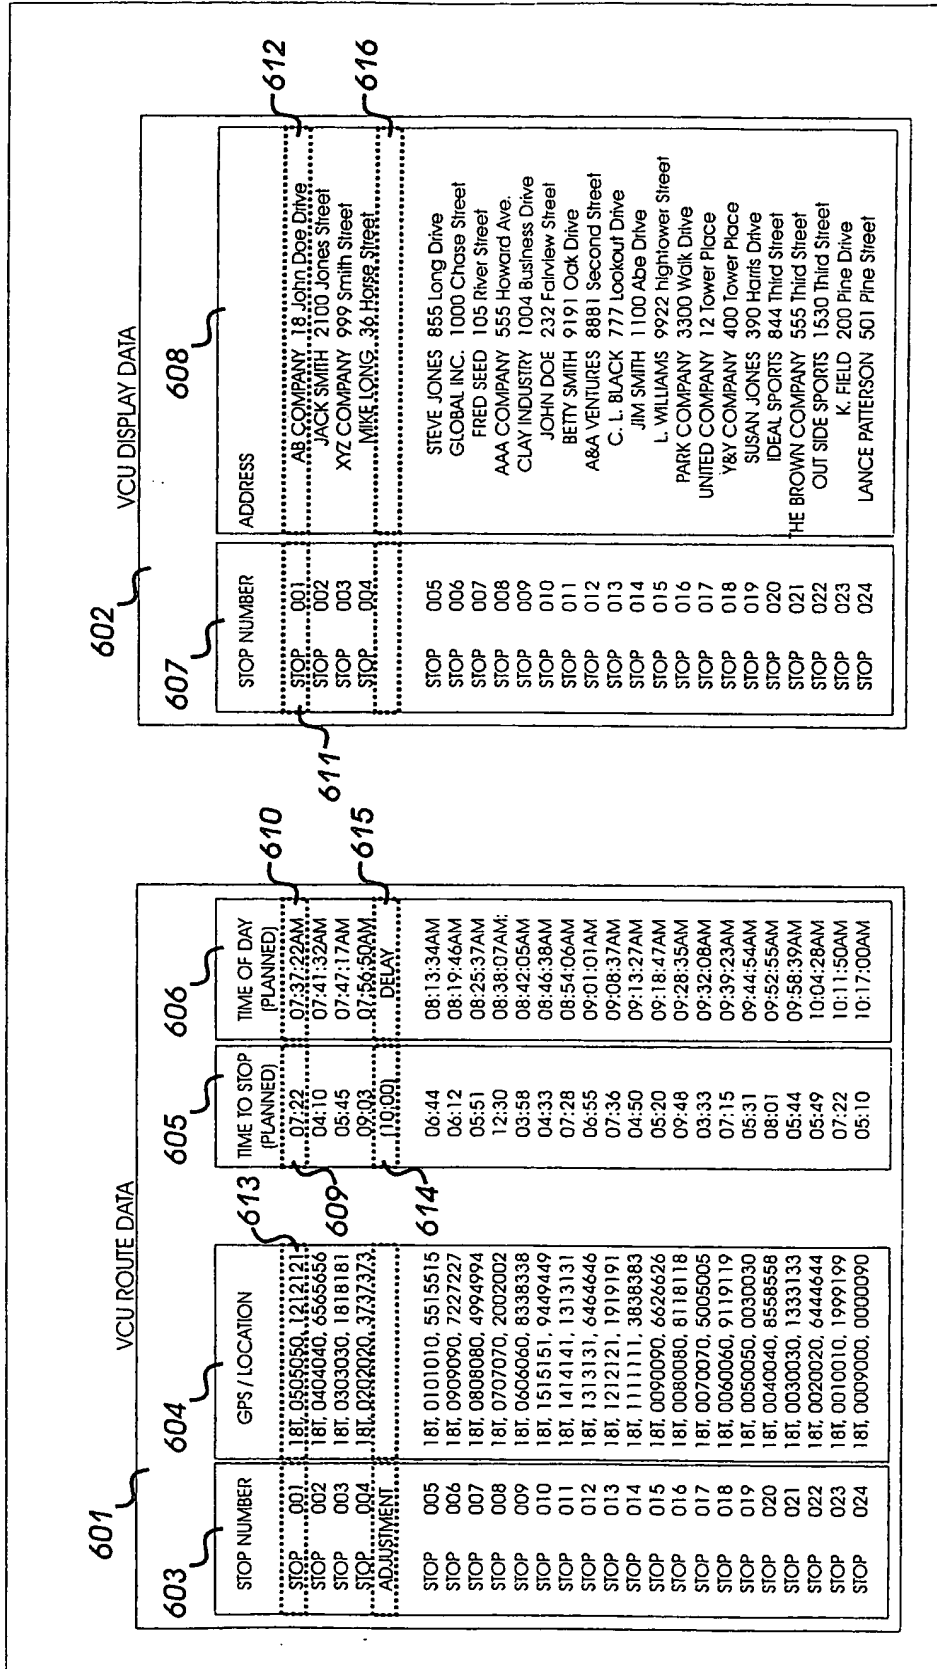 VCU ROUTE DATA
601
603
604
605
606
STOP NUMBER GPS / LOCATION TIME TO STOP (PLANNED) TIME OF DAY (PLANNED)
STOP 001 18T, 0505050, 1212121 07:22 07:37:22AM
STOP 002 18T, 0404040, 6565656 04:10 07:41:32AM
STOP 003 18T, 0303030, 1818181 05:45 07:47:17AM
STOP 004 18T, 0202020, 3737373 09:03 07:56:50AM
ADJUSTMENT (10:00) DELAY
STOP 005 18T, 0101010, 5515515 06:44 08:13:34AM
STOP 006 18T, 0909090, 7227227 06:12 08:19:46AM
STOP 007 18T, 0808080, 4994994 05:51 08:25:37AM
STOP 008 18T, 0707070, 2002002 12:30 08:38:07AM:
STOP 009 18T, 0606060, 8338338 03:58 08:42:05AM
STOP 010 18T, 1515151, 9449449 04:33 08:46:38AM
STOP 011 18T, 1414141, 1313131 07:28 08:54:06AM
STOP 012 18T, 1313131, 6464646 06:55 09:01:01AM
STOP 013 18T, 1212121, 1919191 07:36 09:08:37AM
STOP 014 18T, 1111111, 3838383 04:50 09:13:27AM
STOP 015 18T, 0090090, 6626626 05:20 09:18:47AM
STOP 016 18T, 0080080, 8118118 09:48 09:28:35AM
STOP 017 18T, 0070070, 5005005 03:33 09:32:08AM
STOP 018 18T, 0060060, 9119119 07:15 09:39:23AM
STOP 019 18T, 0050050, 0030030 05:31 09:44:54AM
STOP 020 18T, 0040040, 8558558 08:01 09:52:55AM
STOP 021 18T, 0030030, 1333133 05:44 09:58:39AM
STOP 022 18T, 0020020, 6444644 05:49 10:04:28AM
STOP 023 18T, 0010010, 1999199 07:22 10:11:50AM
STOP 024 18T, 0009000, 0000090 05:10 10:17:00AM
613
609
610
614
615
VCU DISPLAY DATA
602
607
608
STOP NUMBER ADDRESS
STOP 001 AB COMPANY 18 John Doe Drive
STOP 002 JACK SMITH 2100 Jones Street
STOP 003 XYZ COMPANY 999 Smith Street
STOP 004 MIKE LONG 36 Horse Street
STOP 005 STEVE JONES 855 Long Drive
STOP 006 GLOBAL INC. 1000 Chase Street
STOP 007 FRED SEED 105 River Street
STOP 008 AAA COMPANY 555 Howard Ave.
STOP 009 CLAY INDUSTRY 1004 Business Drive
STOP 010 JOHN DOE 232 Fairview Street
STOP 011 BETTY SMITH 9191 Oak Drive
STOP 012 A&A VENTURES 8881 Second Street
STOP 013 C. L. BLACK 777 Lookout Drive
STOP 014 JIM SMITH 1100 Abe Drive
STOP 015 L. WILLIAMS 9922 hightower Street
STOP 016 PARK COMPANY 3300 Walk Drive
STOP 017 UNITED COMPANY 12 Tower Place
STOP 018 Y&Y COMPANY 400 Tower Place
STOP 019 SUSAN JONES 390 Harris Drive
STOP 020 IDEAL SPORTS 844 Third Street
STOP 021 THE BROWN COMPANY 555 Third Street
STOP 022 OUT SIDE SPORTS 1530 Third Street
STOP 023 K. FIELD 200 Pine Drive
STOP 024 LANCE PATTERSON 501 Pine Street
611
612
616